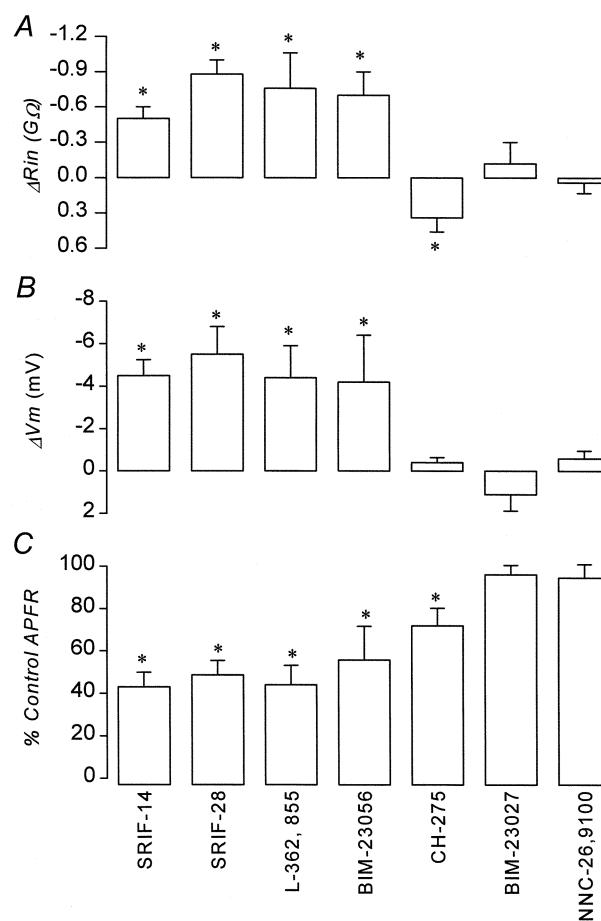 A
ΔRin (GΩ)
-1.2
-0.9
-0.6
-0.3
0.0
0.3
0.6
* * * * *
B
ΔVm (mV)
-8
-6
-4
-2
0
2
* * * *
C
% Control APFR
100
80
60
40
20
0
* * * * *
SRIF-14
SRIF-28
L-362, 855
BIM-23056
CH-275
BIM-23027
NNC-26,9100